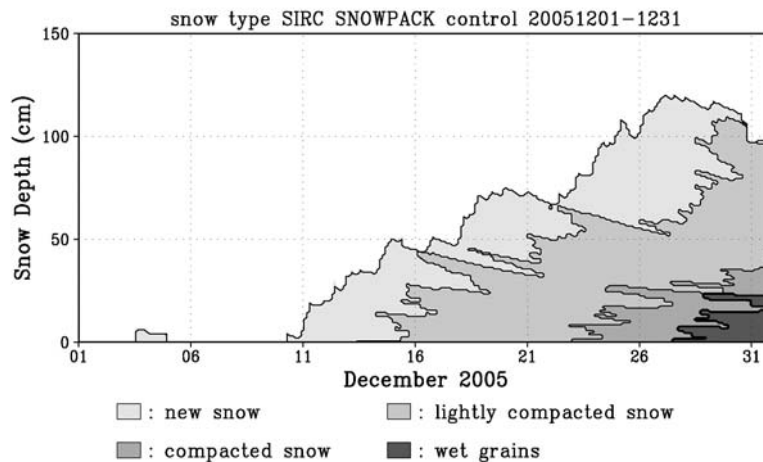 snow type SIRC SNOWPACK control 20051201-1231
150
100
50
0
Snow Depth (cm)
01 06 11 16 21 26 31
December 2005
: new snow : lightly compacted snow
: compacted snow : wet grains